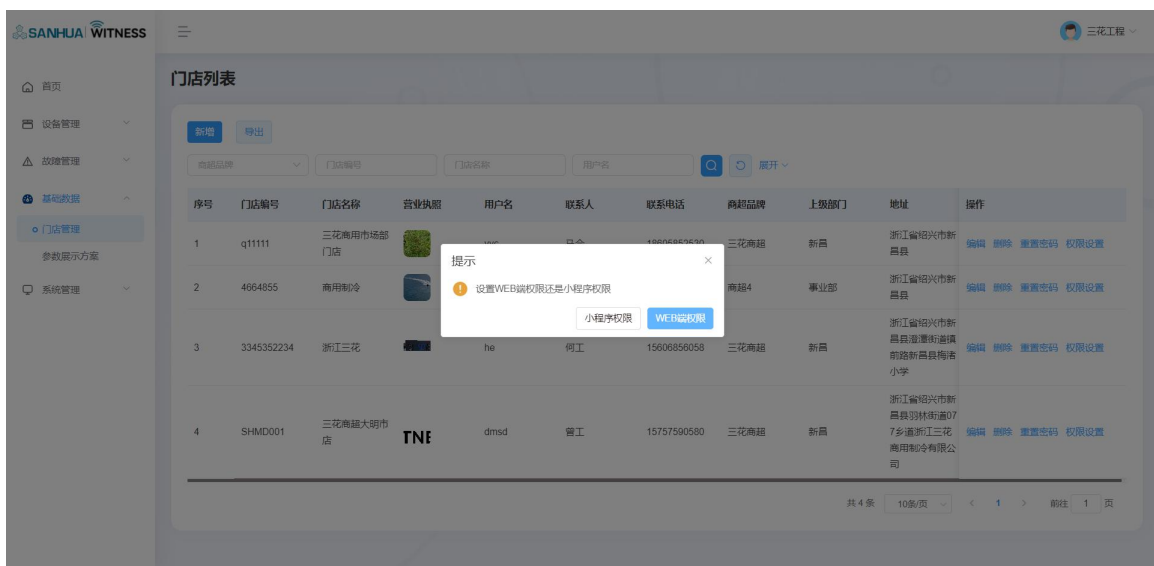 SANHUA WITNESS
三花工程
首页
设备管理
故障管理
基础数据
门店管理
参数展示方案
系统管理
门店列表
新增 导出
商超品牌 门店编号 门店名称 用户名 展开
序号 门店编号 门店名称 营业执照 用户名 联系人 联系电话 商超品牌 上级部门 地址 操作
1 q11111 三花商用市场部 18605852530 三花商超 新昌 浙江省绍兴市新 编辑 删除 重置密码 权限设置
门店 昌县
2 4664855 商用制冷 商超4 事业部 浙江省绍兴市新 编辑 删除 重置密码 权限设置
昌县
提示
设置WEB端权限还是小程序权限
小程序权限 WEB端权限
3 3345352234 浙江三花 he 何工 15606856058 三花商超 新昌 浙江省绍兴市新 编辑 删除 重置密码 权限设置
昌县澄潭街道镇
前路新昌县梅渚
小学
4 SHMD001 三花商超大明市 TNE dmsd 曾工 15757590580 三花商超 新昌 浙江省绍兴市新 编辑 删除 重置密码 权限设置
店 昌县羽林街道07
7乡道浙江三花
商用制冷有限公
司
共 4 条 10条/页 1 前往 1 页